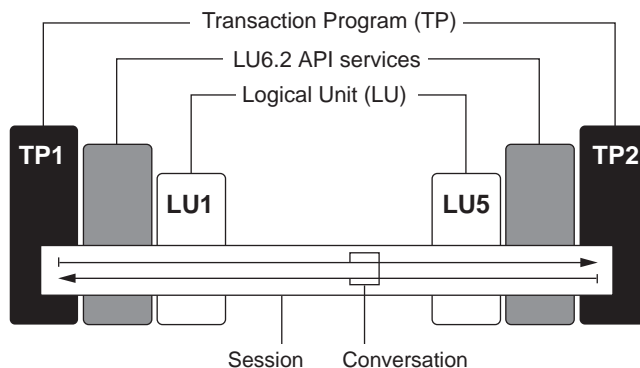 Transaction Program (TP)
LU6.2 API services
Logical Unit (LU)
TP1
TP2
LU1
LU5
Session
Conversation